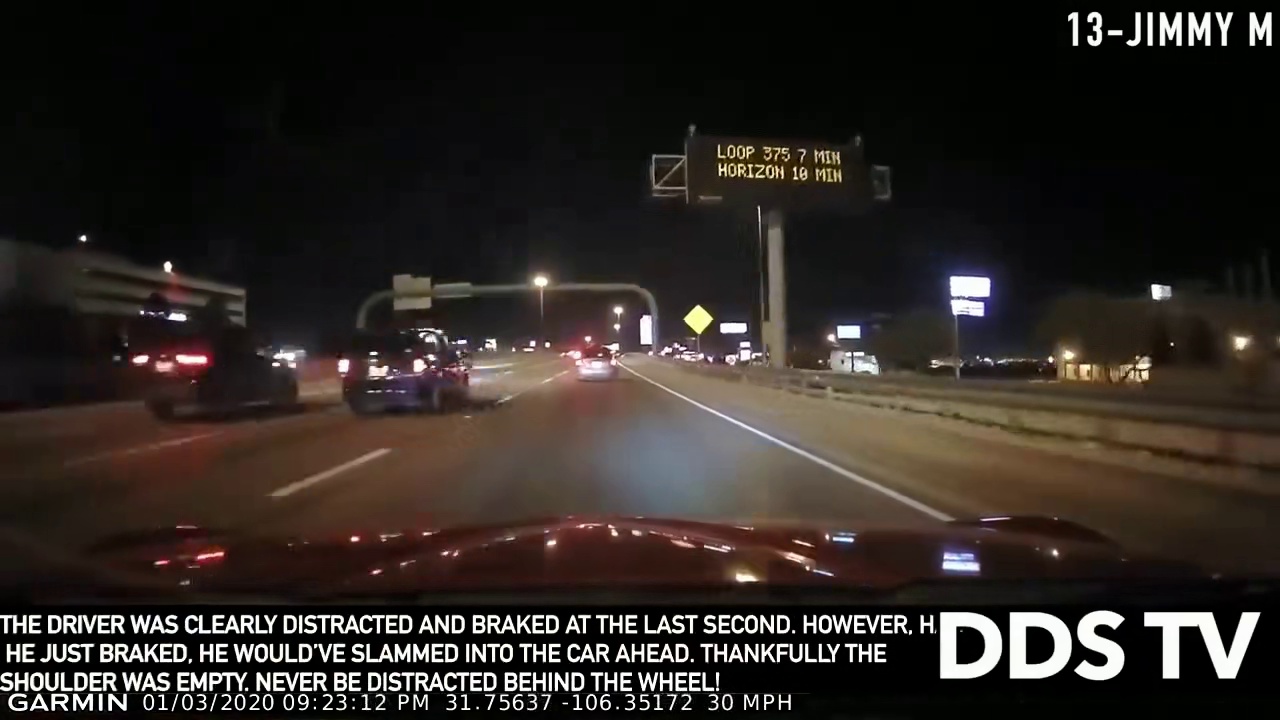 13-JIMMY M
LOOP 375 7 MIN
HORIZON 10 MIN
THE DRIVER WAS CLEARLY DISTRACTED AND BRAKED AT THE LAST SECOND. HOWEVER, H
HE JUST BRAKED, HE WOULD'VE SLAMMED INTO THE CAR AHEAD. THANKFULLY THE
SHOULDER WAS EMPTY. NEVER BE DISTRACTED BEHIND THE WHEEL!
DDS TV
GARMIN 01/03/2020 09:23:12 PM 31.75637 -106.35172 30 MPH